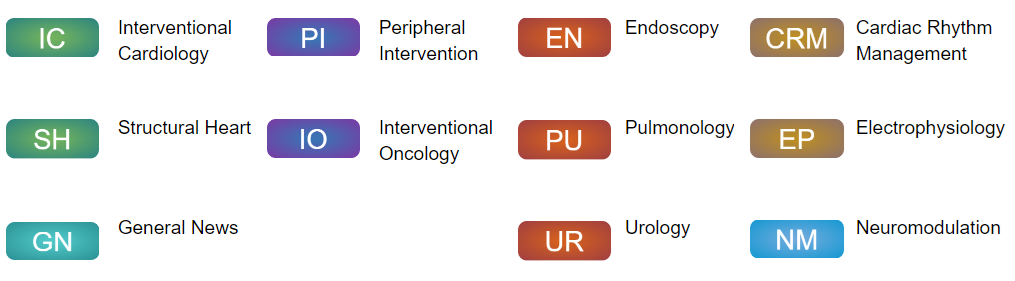 IC
Interventional
Cardiology
PI
Peripheral
Intervention
EN
Endoscopy
CRM
Cardiac Rhythm
Management
SH
Structural Heart
IO
Interventional
Oncology
PU
Pulmonology
EP
Electrophysiology
GN
General News
UR
Urology
NM
Neuromodulation